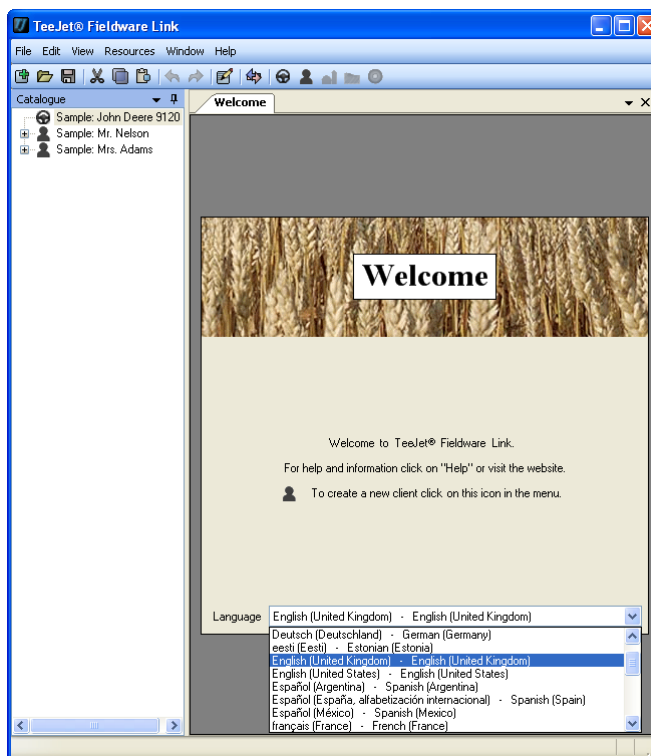 TeeJet® Fieldware Link
File Edit View Resources Window Help
Catalogue
Welcome
Sample: John Deere 9120
Sample: Mr. Nelson
Sample: Mrs. Adams
Welcome
Welcome to TeeJet® Fieldware Link.
For help and information click on "Help" or visit the website.
To create a new client click on this icon in the menu.
Language English (United Kingdom) - English (United Kingdom)
Deutsch (Deutschland) - German (Germany)
eesti (Eesti) - Estonian (Estonia)
English (United Kingdom) - English (United Kingdom)
English (United States) - English (United States)
Español (Argentina) - Spanish (Argentina)
Español (España, alfabetización internacional) - Spanish (Spain)
Español (México) - Spanish (Mexico)
français (France) - French (France)